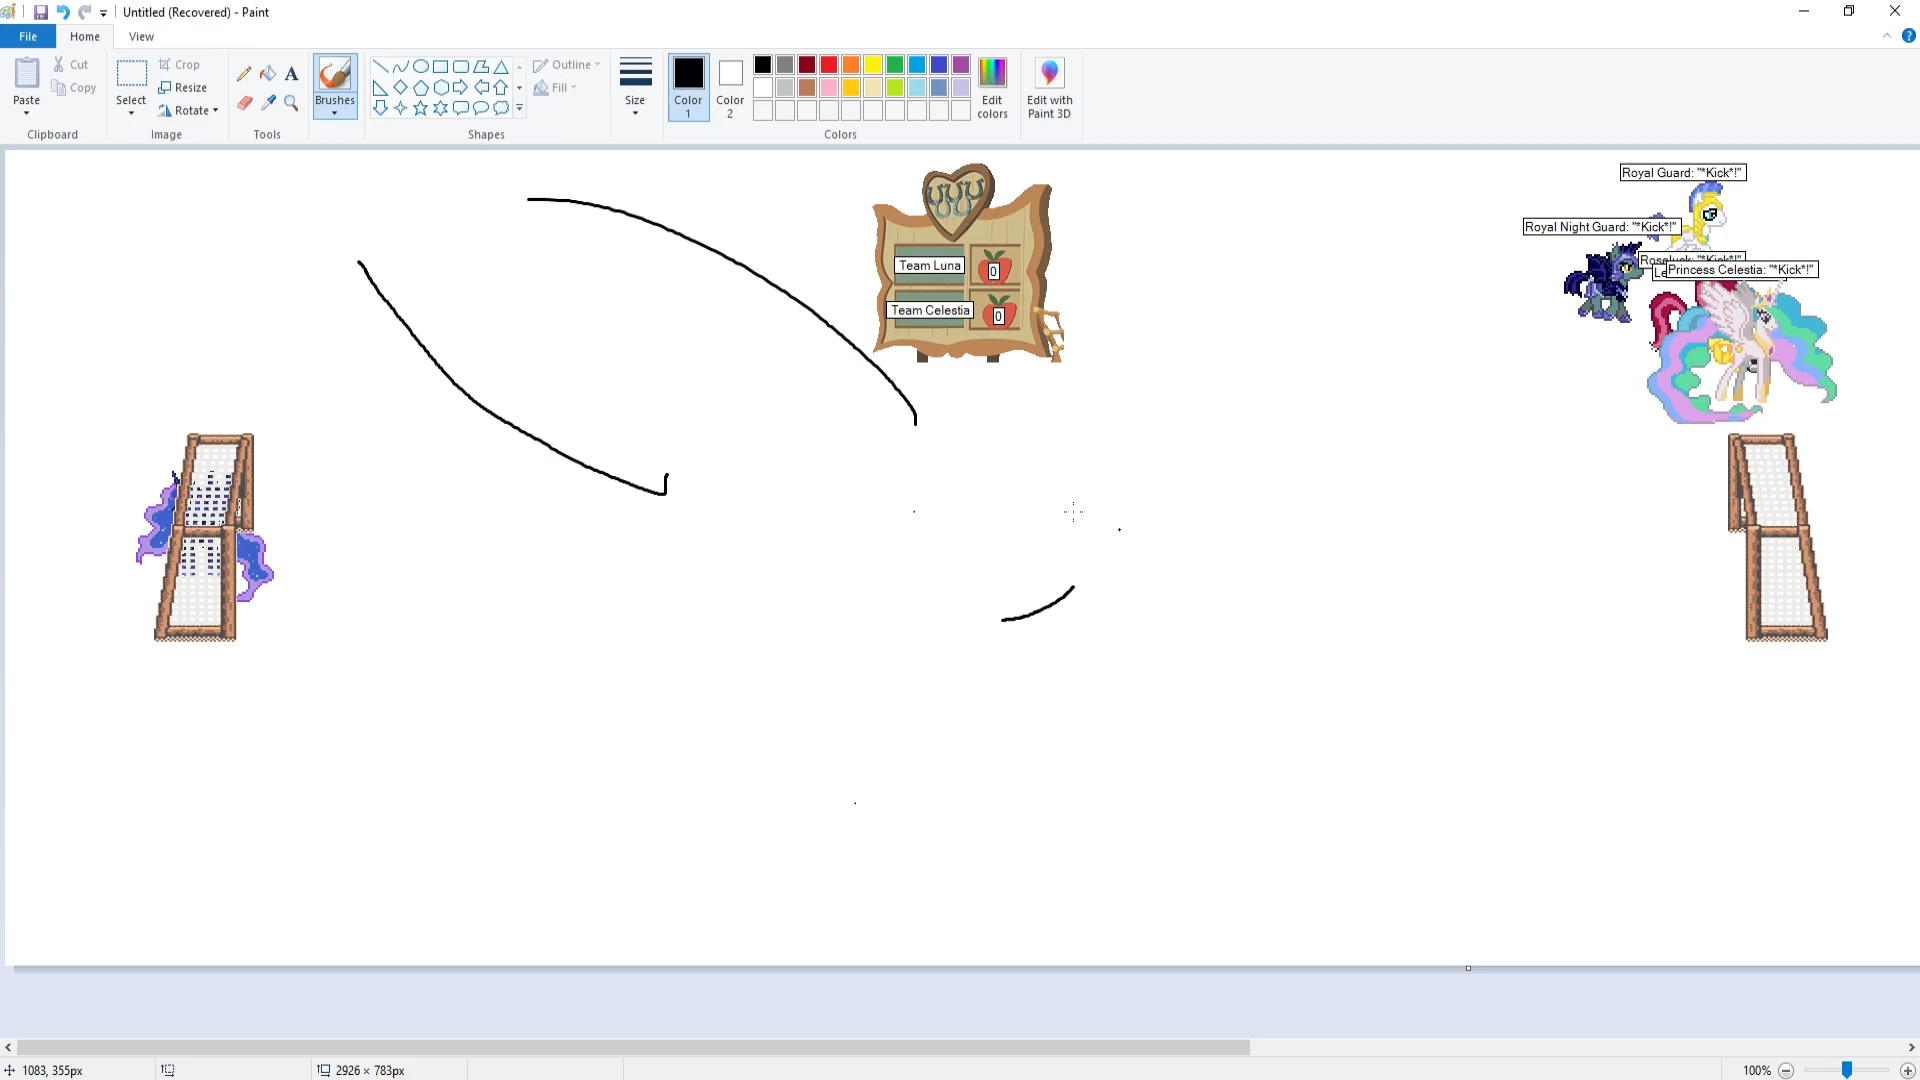 Untitled (Recovered) - Paint
File
Home
View
Paste
Cut
Copy
Clipboard
Select
Crop
Resize
Rotate
Image
Tools
Brushes
Outline
Fill
Shapes
Size
Color 1
Color 2
Edit colors
Edit with Paint 3D
Colors
Royal Guard: "*Kick*!"
Royal Night Guard: "*Kick*!"
Roseluck: "*Kick*!"
Princess Celestia: "*Kick*!"
Team Luna 0
Team Celestia 0
1083, 355px
2926 × 783px
100%